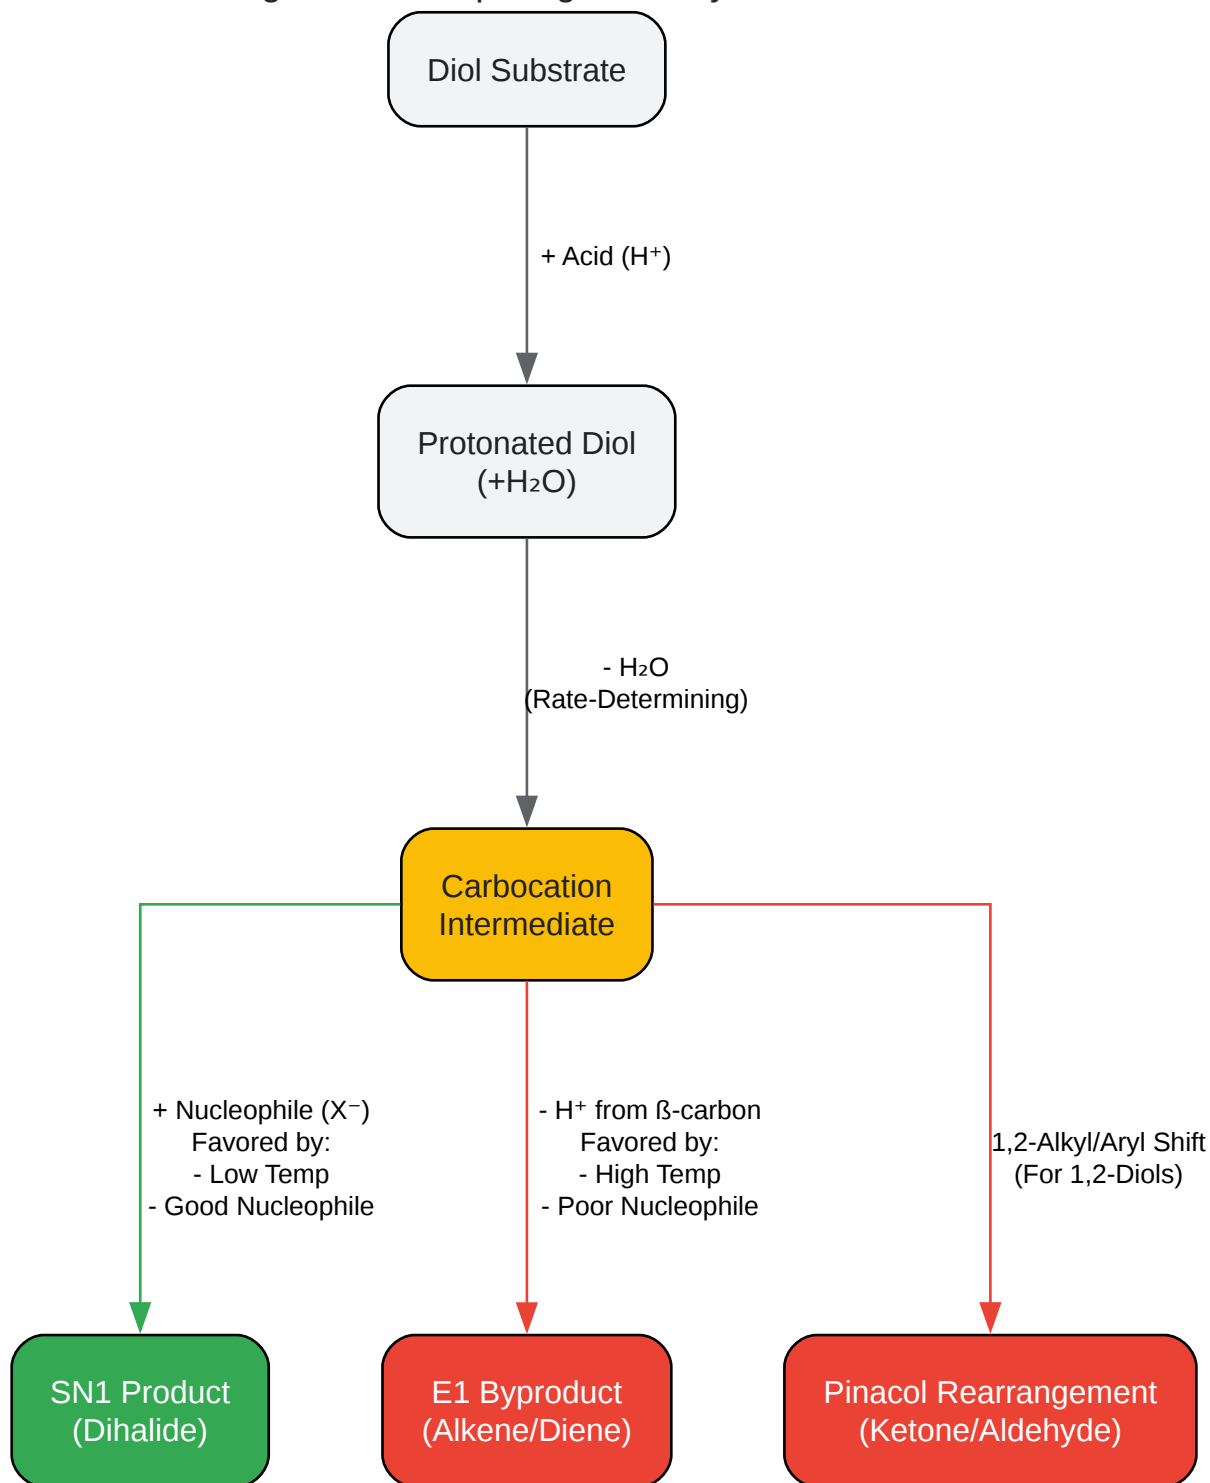 Diol Substrate
+ Acid (H⁺)
Protonated Diol
(+H₂O)
- H₂O
(Rate-Determining)
Carbocation
Intermediate
+ Nucleophile (X⁻)
Favored by:
- Low Temp
- Good Nucleophile
- H⁺ from ß-carbon
Favored by:
- High Temp
- Poor Nucleophile
1,2-Alkyl/Aryl Shift
(For 1,2-Diols)
SN1 Product
(Dihalide)
E1 Byproduct
(Alkene/Diene)
Pinacol Rearrangement
(Ketone/Aldehyde)